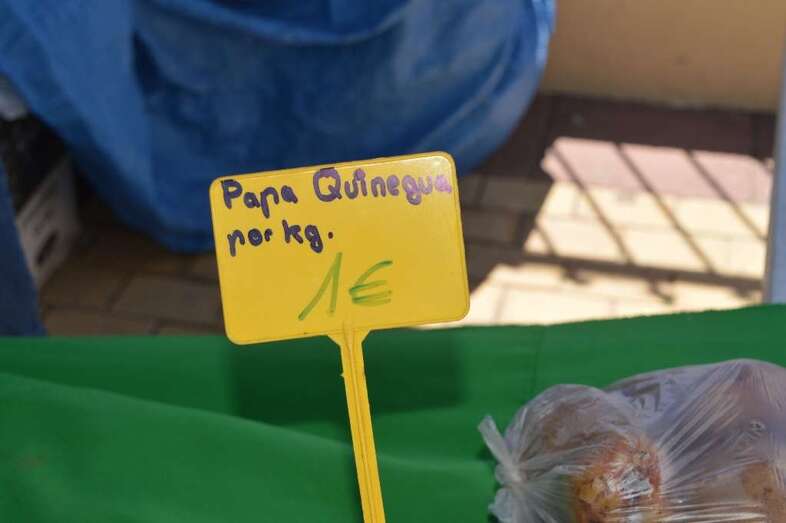 Papa Quinegua
por kg.
1€